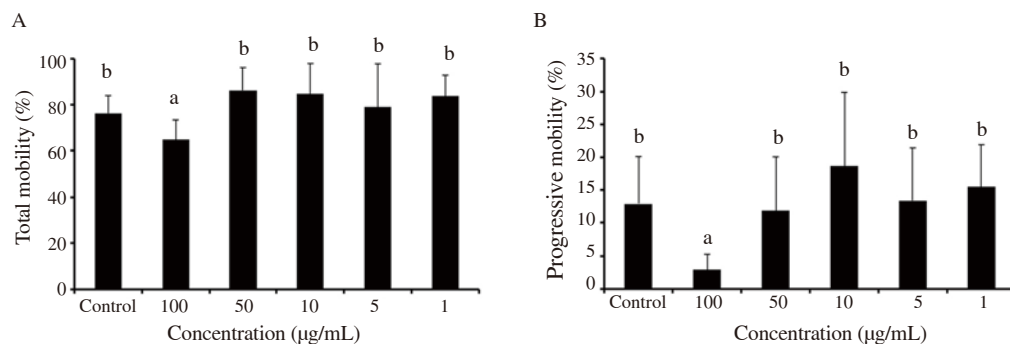 A
Total mobility (%)
100
80
60
40
20
0
b
a
b
b
b
b
Control 100 50 10 5 1
Concentration (μg/mL)
B
Progressive mobility (%)
35
30
25
20
15
10
5
0
b
a
b
b
b
b
Control 100 50 10 5 1
Concentration (μg/mL)